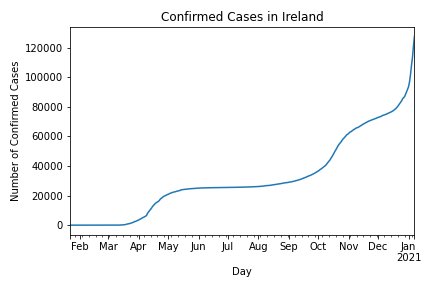 Confirmed Cases in Ireland
Number of Confirmed Cases
120000
100000
80000
60000
40000
20000
0
Feb Mar Apr May Jun Jul Aug Sep Oct Nov Dec Jan
2021
Day